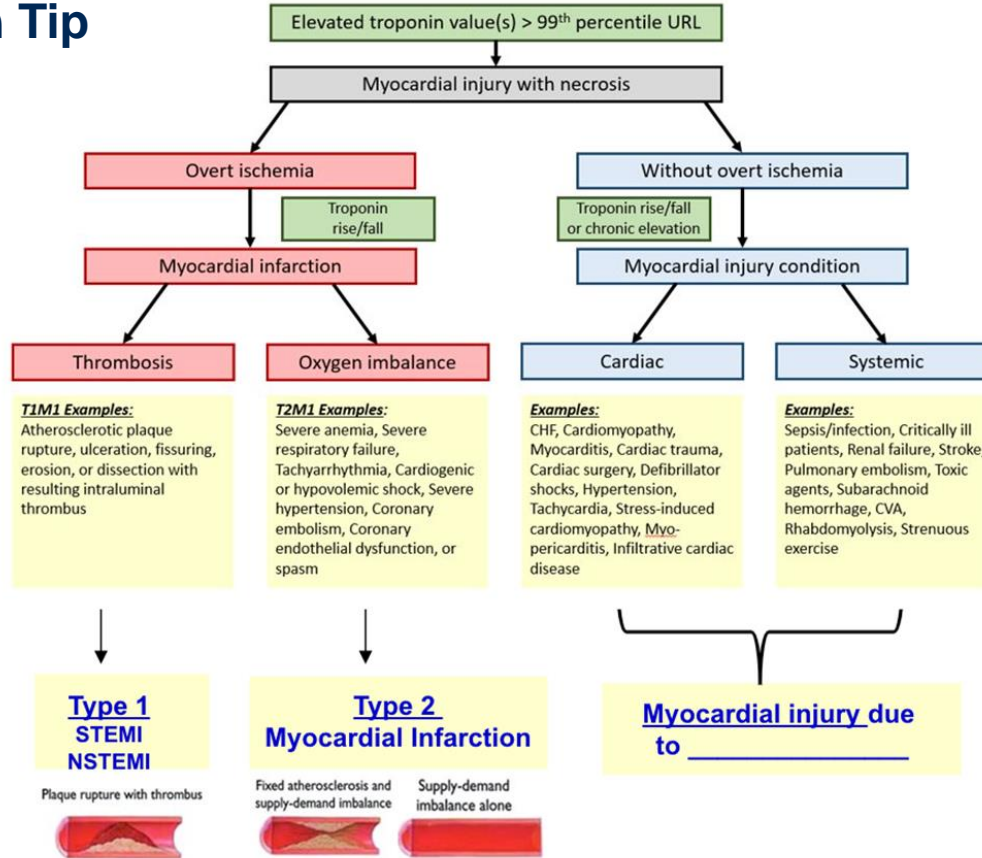 Tip
Elevated troponin value(s) > 99th percentile URL
Myocardial injury with necrosis
Overt ischemia
Without overt ischemia
Troponin
rise/fall
Troponin rise/fall
or chronic elevation
Myocardial infarction
Myocardial injury condition
Thrombosis
Oxygen imbalance
Cardiac
Systemic
T1M1 Examples:
Atherosclerotic plaque
rupture, ulceration, fissuring,
erosion, or dissection with
resulting intraluminal
thrombus
T2M1 Examples:
Severe anemia, Severe
respiratory failure,
Tachyarrhythmia, Cardiogenic
or hypovolemic shock, Severe
hypertension, Coronary
embolism, Coronary
endothelial dysfunction, or
spasm
Examples:
CHF, Cardiomyopathy,
Myocarditis, Cardiac trauma,
Cardiac surgery, Defibrillator
shocks, Hypertension,
Tachycardia, Stress-induced
cardiomyopathy, Myo-
pericarditis, Infiltrative cardiac
disease
Examples:
Sepsis/infection, Critically ill
patients, Renal failure, Stroke,
Pulmonary embolism, Toxic
agents, Subarachnoid
hemorrhage, CVA,
Rhabdomyolysis, Strenuous
exercise
Type 1
STEMI
NSTEMI
Type 2
Myocardial Infarction
Myocardial injury due
to ________________
Plaque rupture with thrombus
Fixed atherosclerosis and
supply-demand imbalance
Supply-demand
imbalance alone